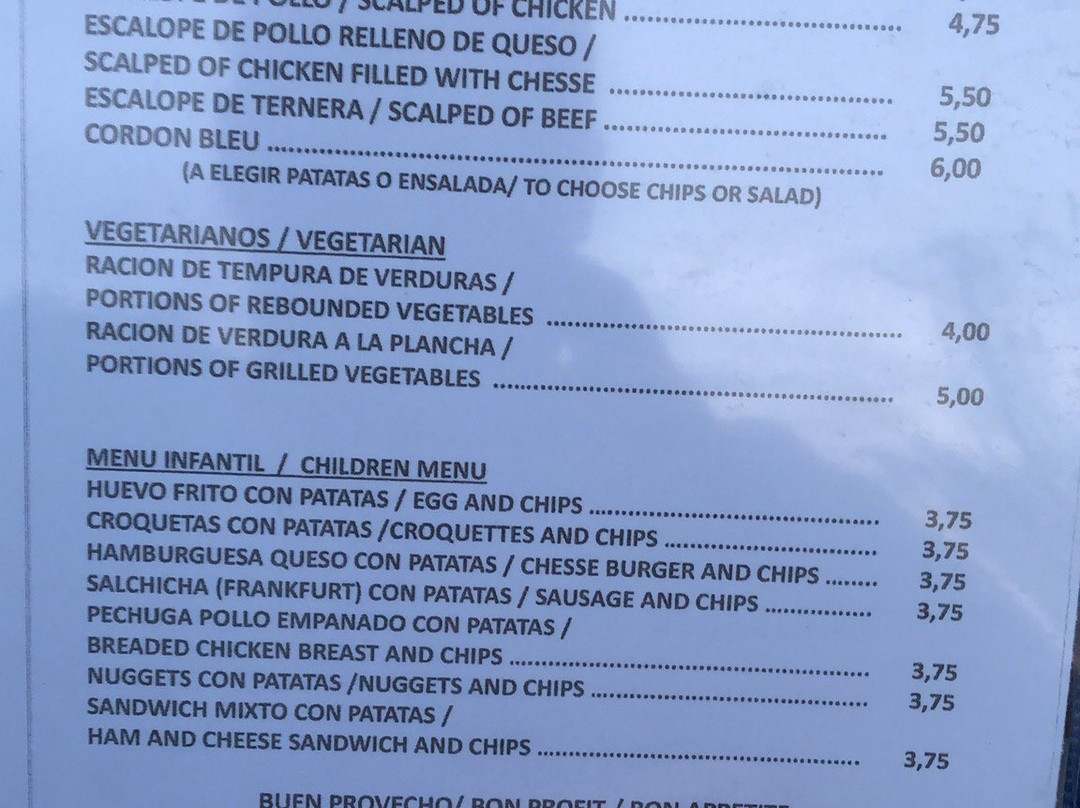 POLLO / SCALPED OF CHICKEN ........ 4,75
ESCALOPE DE POLLO RELLENO DE QUESO /
SCALPED OF CHICKEN FILLED WITH CHESSE ........ 5,50
ESCALOPE DE TERNERA / SCALPED OF BEEF ........ 5,50
CORDON BLEU ........ 6,00
(A ELEGIR PATATAS O ENSALADA/ TO CHOOSE CHIPS OR SALAD)
VEGETARIANOS / VEGETARIAN
RACION DE TEMPURA DE VERDURAS /
PORTIONS OF REBOUNDED VEGETABLES ........ 4,00
RACION DE VERDURA A LA PLANCHA /
PORTIONS OF GRILLED VEGETABLES ........ 5,00
MENU INFANTIL / CHILDREN MENU
HUEVO FRITO CON PATATAS / EGG AND CHIPS ........ 3,75
CROQUETAS CON PATATAS /CROQUETTES AND CHIPS ........ 3,75
HAMBURGUESA QUESO CON PATATAS / CHESSE BURGER AND CHIPS ........ 3,75
SALCHICHA (FRANKFURT) CON PATATAS / SAUSAGE AND CHIPS ........ 3,75
PECHUGA POLLO EMPANADO CON PATATAS /
BREADED CHICKEN BREAST AND CHIPS ........ 3,75
NUGGETS CON PATATAS /NUGGETS AND CHIPS ........ 3,75
SANDWICH MIXTO CON PATATAS /
HAM AND CHEESE SANDWICH AND CHIPS ........ 3,75
BUEN PROVECHO/ BON PROFIT / BON APPETITE